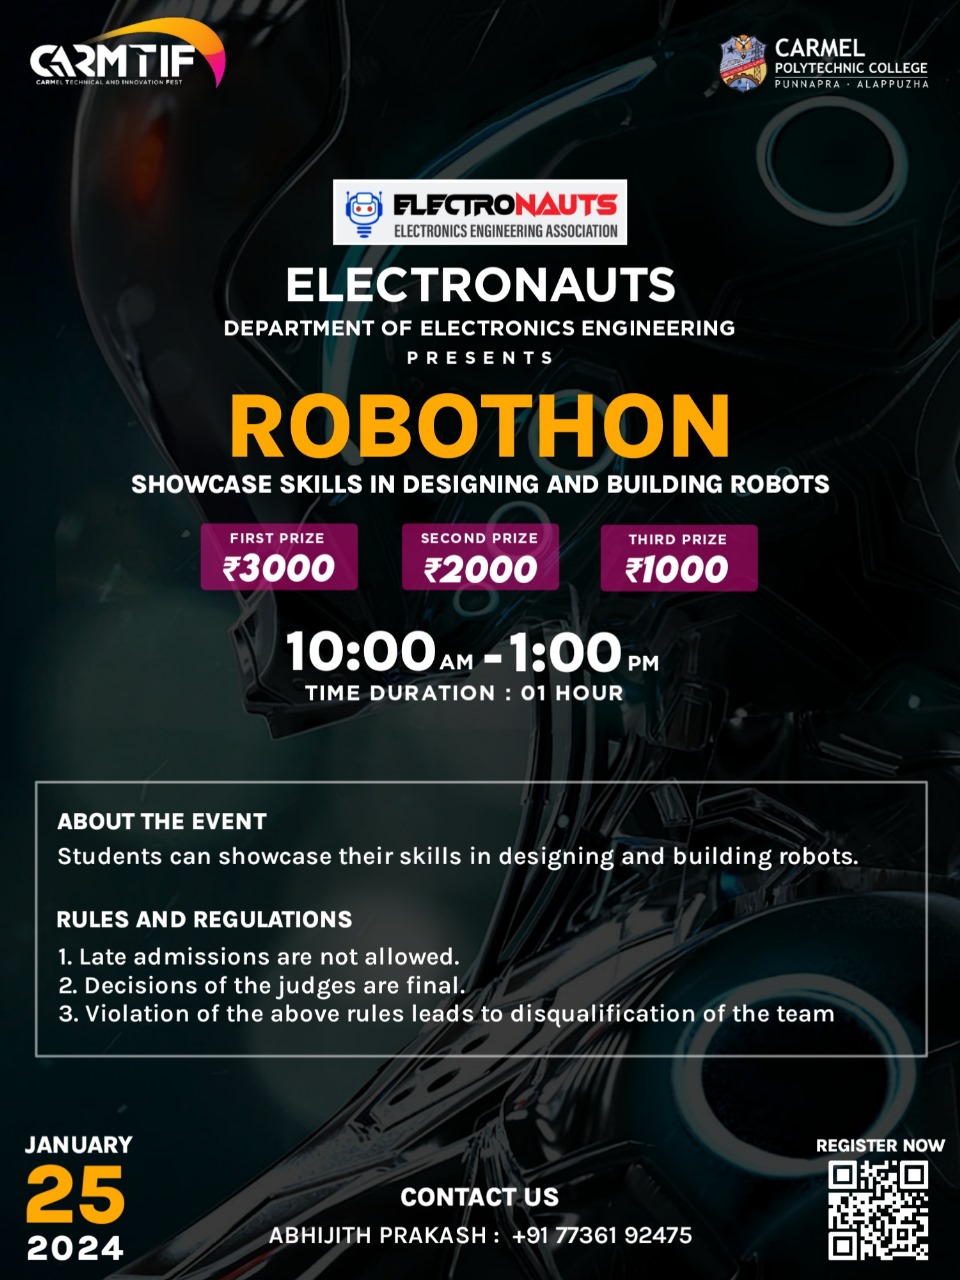 CARMTIF
CARMEL TECHNICAL AND INNOVATION FEST
CARMEL
POLYTECHNIC COLLEGE
PUNNAPRA · ALAPPUZHA
ELECTRONAUTS
ELECTRONICS ENGINEERING ASSOCIATION
ELECTRONAUTS
DEPARTMENT OF ELECTRONICS ENGINEERING
PRESENTS
ROBOTHON
SHOWCASE SKILLS IN DESIGNING AND BUILDING ROBOTS
FIRST PRIZE
₹3000
SECOND PRIZE
₹2000
THIRD PRIZE
₹1000
10:00 AM - 1:00 PM
TIME DURATION : 01 HOUR
ABOUT THE EVENT
Students can showcase their skills in designing and building robots.
RULES AND REGULATIONS
1. Late admissions are not allowed.
2. Decisions of the judges are final.
3. Violation of the above rules leads to disqualification of the team
JANUARY
25
2024
CONTACT US
ABHIJITH PRAKASH : +91 77361 92475
REGISTER NOW